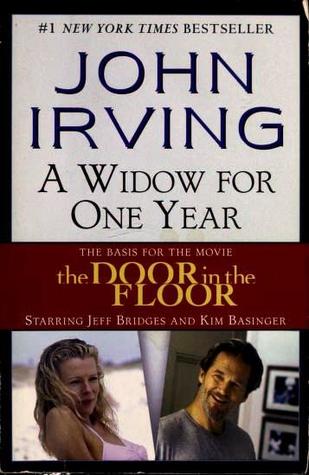 #1 NEW YORK TIMES BESTSELLER
JOHN
IRVING
A WIDOW FOR
ONE YEAR
THE BASIS FOR THE MOVIE
the DOOR in the
FLOOR
STARRING JEFF BRIDGES AND KIM BASINGER